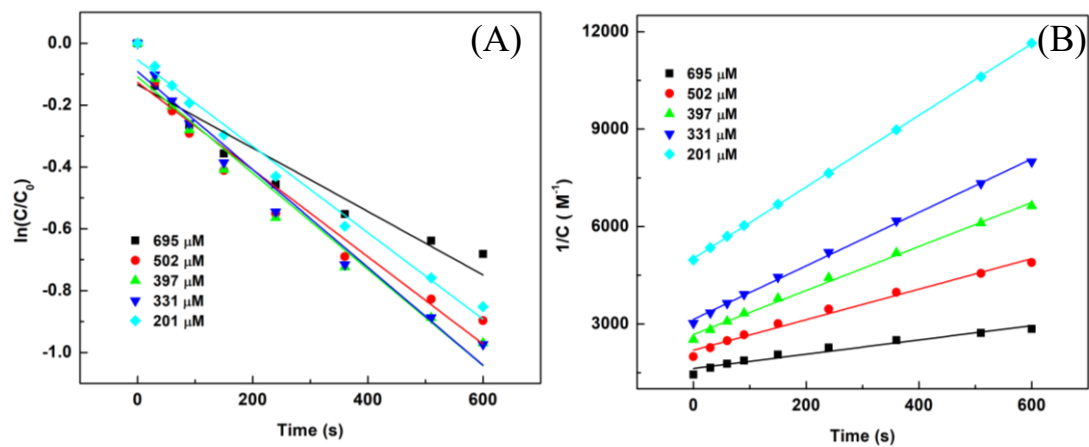 (A)
0.0
-0.2
-0.4
-0.6
-0.8
-1.0
ln(C/C₀)
695 μM
502 μM
397 μM
331 μM
201 μM
0 200 400 600
Time (s)
(B)
12000
9000
6000
3000
1/C ( M⁻¹)
695 μM
502 μM
397 μM
331 μM
201 μM
0 200 400 600
Time (s)